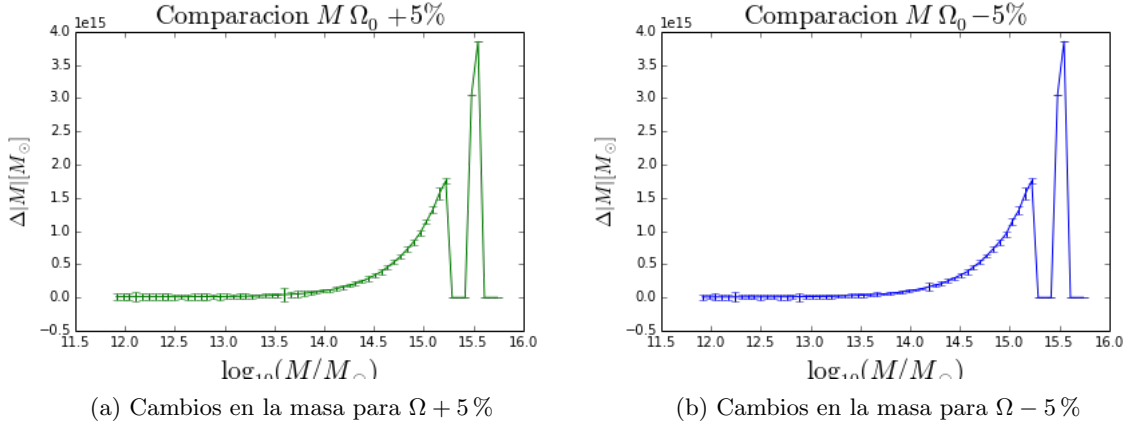 Comparacion M Ω₀ +5%
1e15
4.0
3.5
3.0
2.5
2.0
1.5
1.0
0.5
0.0
−0.5
Δ|M|[M⊙]
11.5 12.0 12.5 13.0 13.5 14.0 14.5 15.0 15.5 16.0
log₁₀(M/M⊙)
(a) Cambios en la masa para Ω + 5 %
Comparacion M Ω₀ −5%
1e15
4.0
3.5
3.0
2.5
2.0
1.5
1.0
0.5
0.0
−0.5
Δ|M|[M⊙]
11.5 12.0 12.5 13.0 13.5 14.0 14.5 15.0 15.5 16.0
log₁₀(M/M⊙)
(b) Cambios en la masa para Ω − 5 %